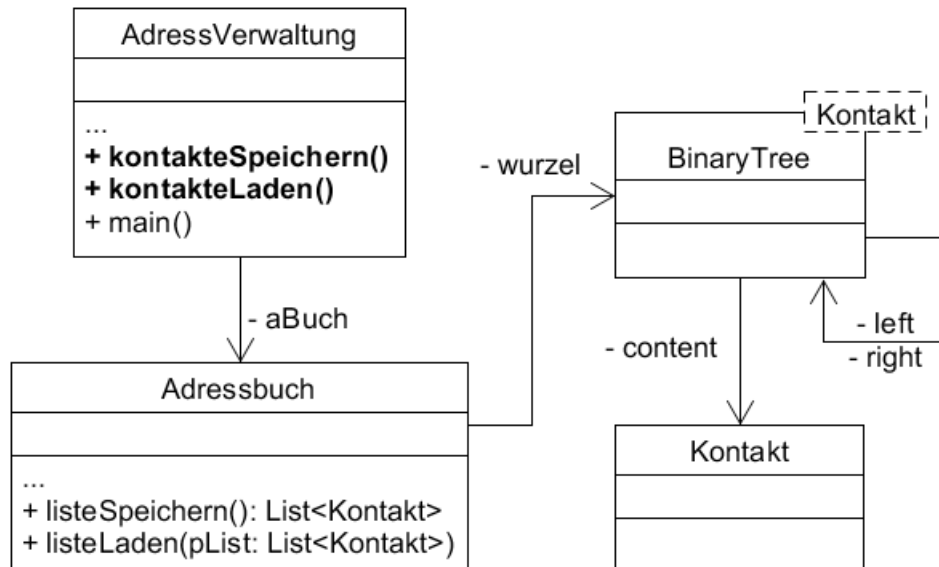 AdressVerwaltung
...
+ kontakteSpeichern()
+ kontakteLaden()
+ main()
- aBuch
Adressbuch
...
+ listeSpeichern(): List<Kontakt>
+ listeLaden(pList: List<Kontakt>)
- wurzel
Kontakt
BinaryTree
- left
- right
- content
Kontakt